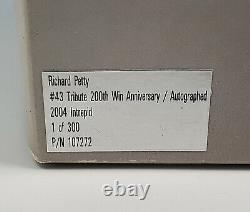 Richard Petty
#43 Tribute 200th Win Anniversary / Autographed
2004 Intrepid
1 of 300
P/N 107272